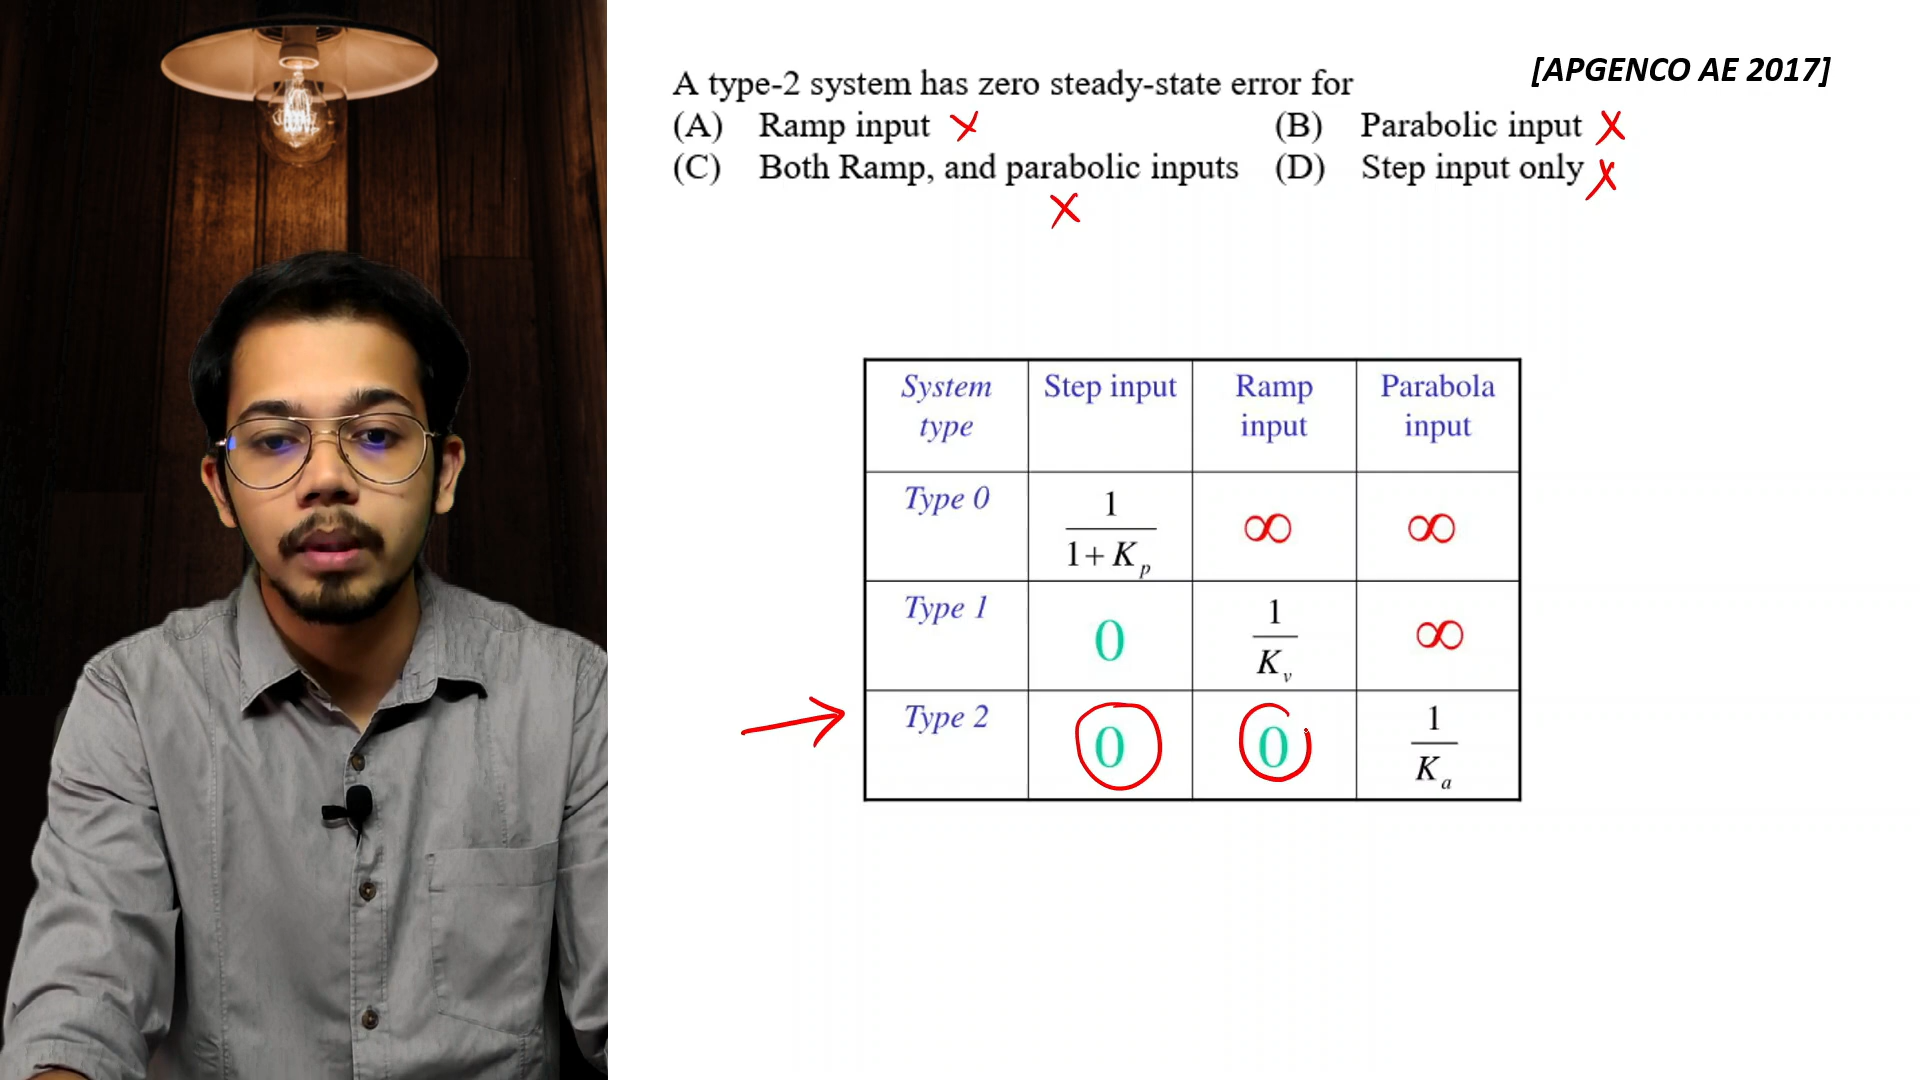 [APGENCO AE 2017]
A type-2 system has zero steady-state error for
(A) Ramp input X (B) Parabolic input X
(C) Both Ramp, and parabolic inputs (D) Step input only X
X
System type Step input Ramp input Parabola input
Type 0 1/(1+K_p) ∞ ∞
Type 1 0 1/K_v ∞
Type 2 0 0 1/K_a